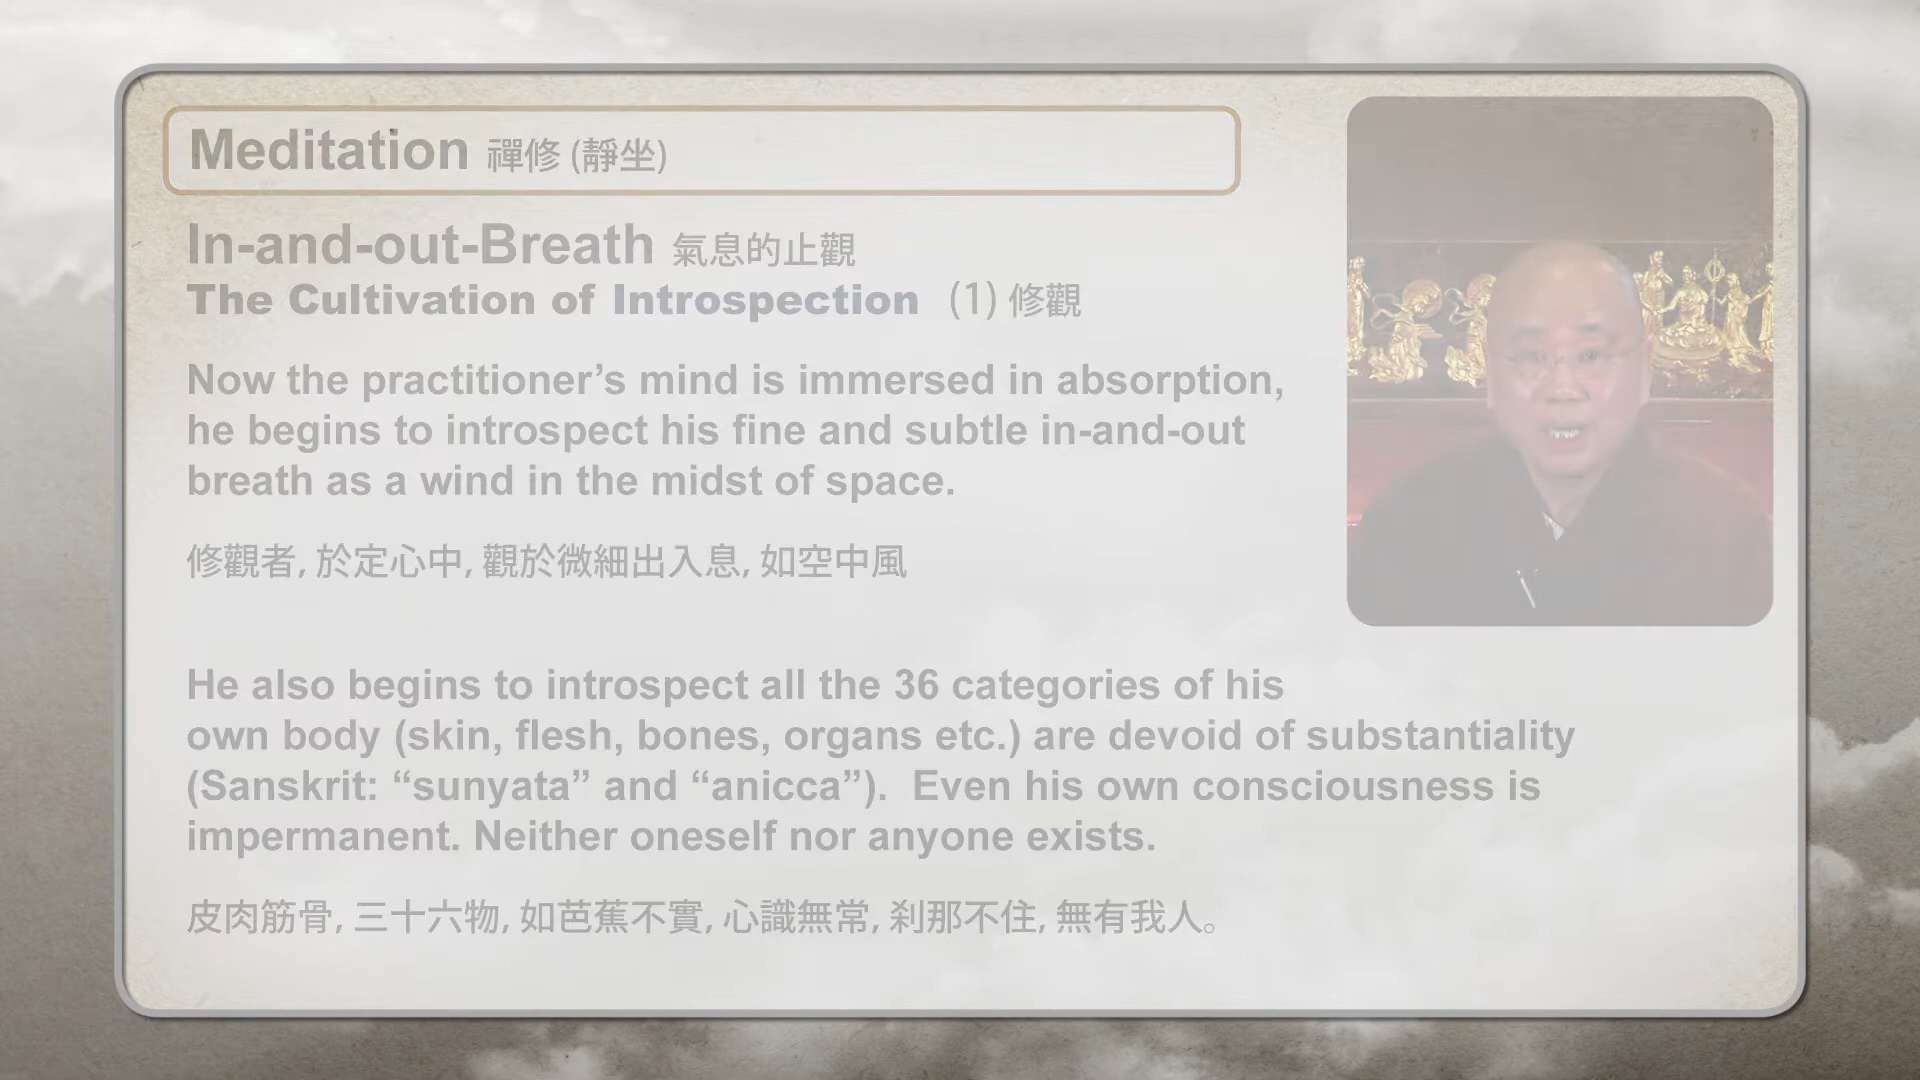 Meditation 禪修 (靜坐)
In-and-out-Breath 氣息的止觀
The Cultivation of Introspection (1) 修觀
Now the practitioner’s mind is immersed in absorption,
he begins to introspect his fine and subtle in-and-out
breath as a wind in the midst of space.
修觀者, 於定心中, 觀於微細出入息, 如空中風
He also begins to introspect all the 36 categories of his
own body (skin, flesh, bones, organs etc.) are devoid of substantiality
(Sanskrit: “sunyata” and “anicca”).  Even his own consciousness is
impermanent. Neither oneself nor anyone exists.
皮肉筋骨, 三十六物, 如芭蕉不實, 心識無常, 剎那不住, 無有我人。